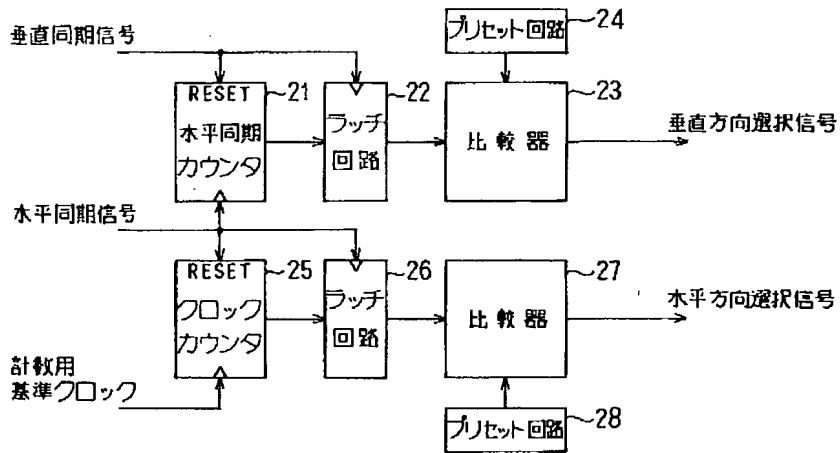 垂直同期信号
プリセット回路
24
RESET
21
水平同期
カウンタ
22
ラッチ
回路
23
比較器
垂直方向選択信号
水平同期信号
RESET
25
クロック
カウンタ
26
ラッチ
回路
27
比較器
水平方向選択信号
計数用
基準クロック
プリセット回路
28